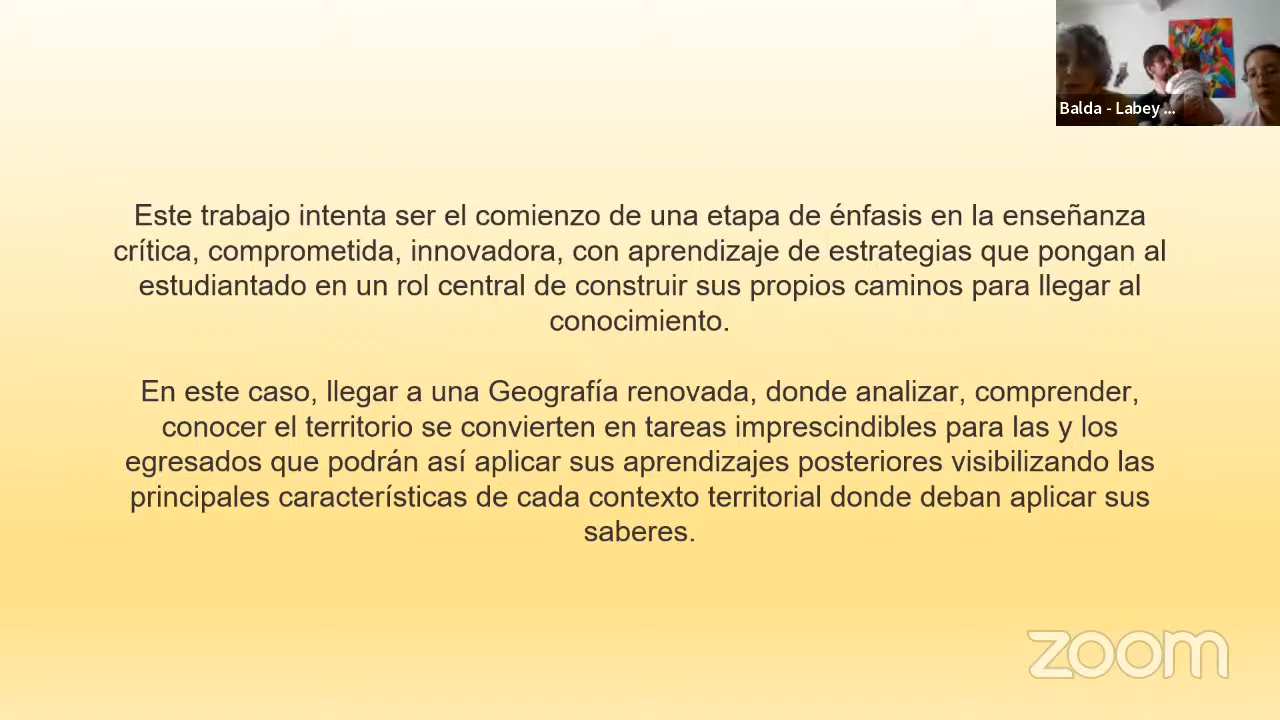 Balda - Labey ...
Este trabajo intenta ser el comienzo de una etapa de énfasis en la enseñanza
crítica, comprometida, innovadora, con aprendizaje de estrategias que pongan al
estudiantado en un rol central de construir sus propios caminos para llegar al
conocimiento.
En este caso, llegar a una Geografía renovada, donde analizar, comprender,
conocer el territorio se convierten en tareas imprescindibles para las y los
egresados que podrán así aplicar sus aprendizajes posteriores visibilizando las
principales características de cada contexto territorial donde deban aplicar sus
saberes.
zoom